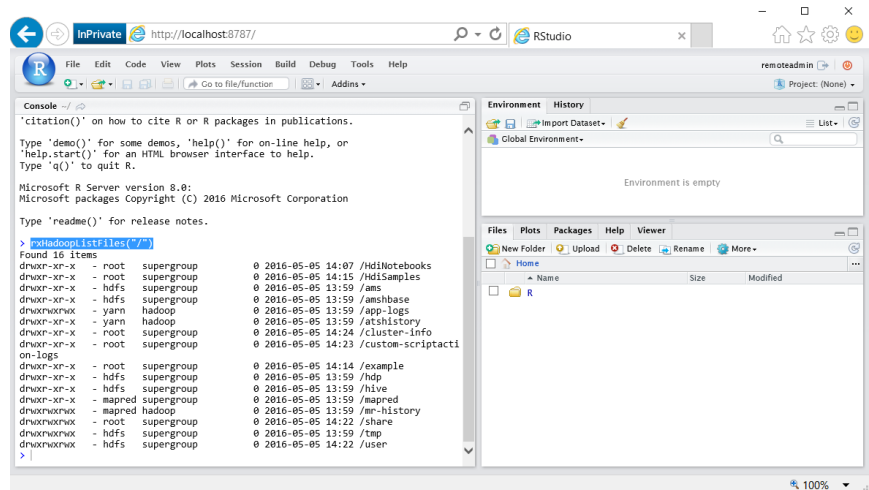 InPrivate http://localhost:8787/ RStudio
File Edit Code View Plots Session Build Debug Tools Help remoteadmin
Go to file/function Addins Project: (None)
Console ~/
'citation()' on how to cite R or R packages in publications.
Type 'demo()' for some demos, 'help()' for on-line help, or
'help.start()' for an HTML browser interface to help.
Type 'q()' to quit R.
Microsoft R Server version 8.0:
Microsoft packages Copyright (C) 2016 Microsoft Corporation
Type 'readme()' for release notes.
> rxHadoopListFiles("/")
Found 16 items
drwxr-xr-x - root supergroup 0 2016-05-05 14:07 /HdiNotebooks
drwxr-xr-x - root supergroup 0 2016-05-05 14:15 /HdiSamples
drwxr-xr-x - hdfs supergroup 0 2016-05-05 13:59 /ams
drwxr-xr-x - hdfs supergroup 0 2016-05-05 13:59 /amshbase
drwxrwxrwx - yarn hadoop 0 2016-05-05 13:59 /app-logs
drwxr-xr-x - yarn hadoop 0 2016-05-05 13:59 /atshistory
drwxr-xr-x - root supergroup 0 2016-05-05 14:24 /cluster-info
drwxr-xr-x - root supergroup 0 2016-05-05 14:23 /custom-scriptacti
on-logs
drwxr-xr-x - root supergroup 0 2016-05-05 14:14 /example
drwxr-xr-x - hdfs supergroup 0 2016-05-05 13:59 /hdp
drwxr-xr-x - hdfs supergroup 0 2016-05-05 13:59 /hive
drwxr-xr-x - mapred supergroup 0 2016-05-05 13:59 /mapred
drwxrwxrwx - mapred hadoop 0 2016-05-05 13:59 /mr-history
drwxrwxrwx - root supergroup 0 2016-05-05 14:22 /share
drwxrwxrwx - hdfs supergroup 0 2016-05-05 13:59 /tmp
drwxrwxrwx - hdfs supergroup 0 2016-05-05 14:22 /user
>
Environment History
Import Dataset List
Global Environment
Environment is empty
Files Plots Packages Help Viewer
New Folder Upload Delete Rename More
Home
Name Size Modified
R
100%